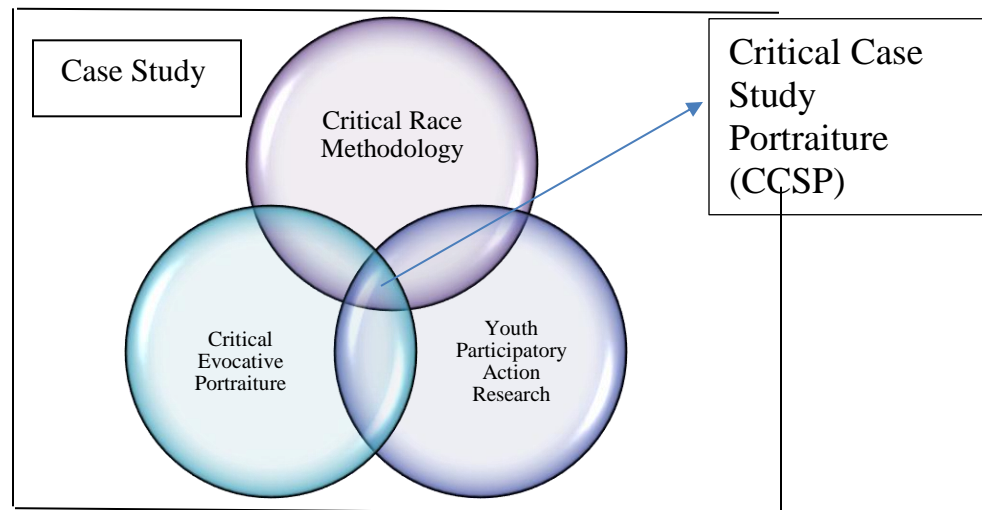 Case Study
Critical Race
Methodology
Critical Case
Study
Portraiture
(CCSP)
Critical
Evocative
Portraiture
Youth
Participatory
Action
Research